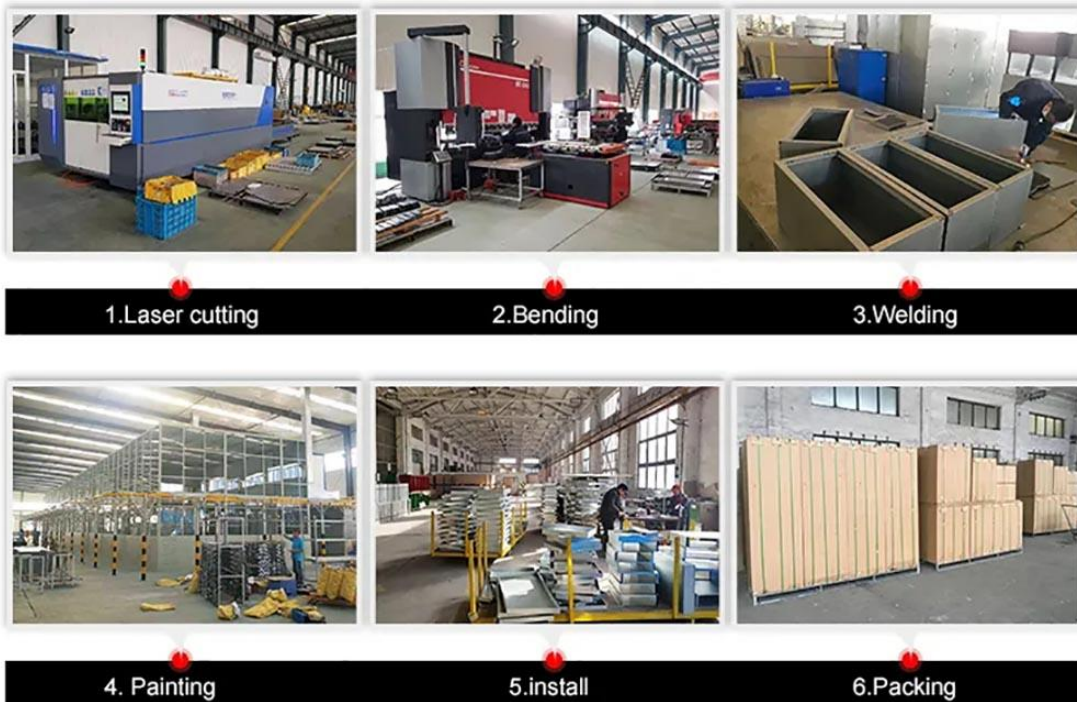 1.Laser cutting
2.Bending
3.Welding
4. Painting
5.install
6.Packing